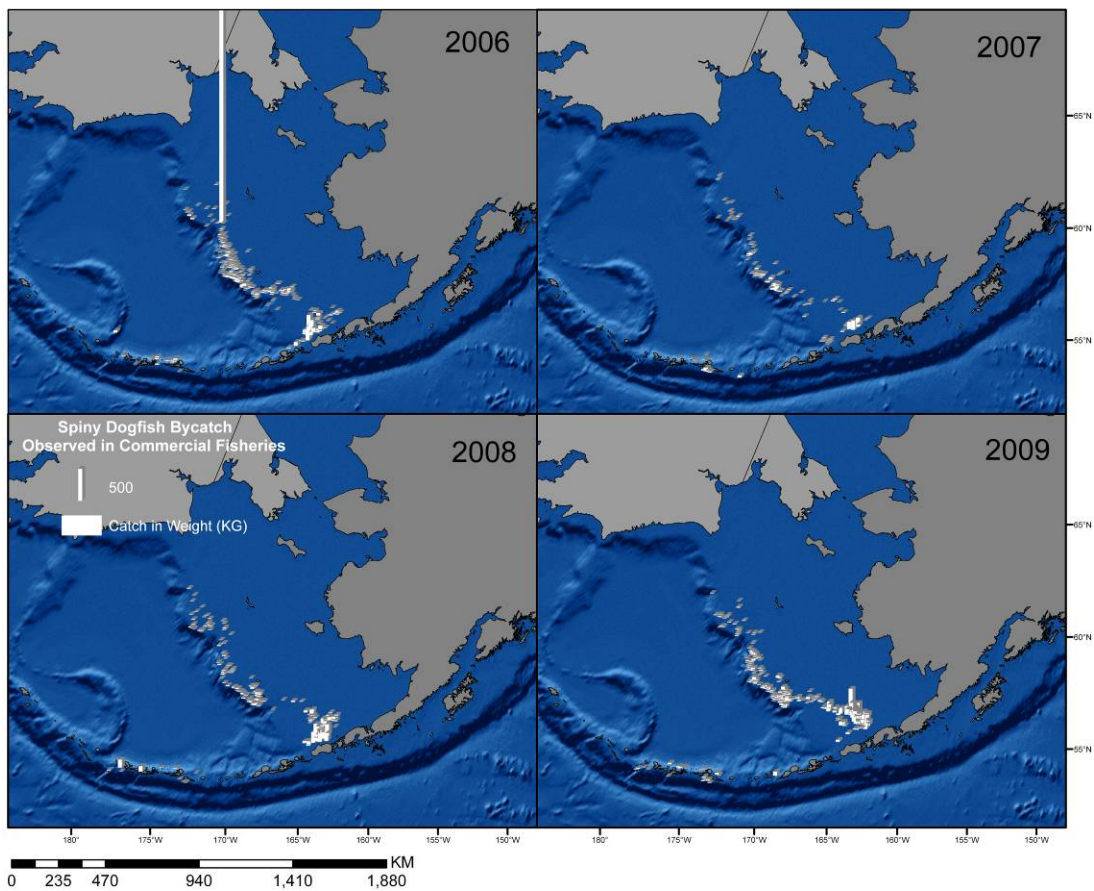 2006
2007
65°N
60°N
55°N
Spiny Dogfish Bycatch
Observed in Commercial Fisheries
500
Catch in Weight (KG)
2008
2009
65°N
60°N
55°N
180°
175°W
170°W
165°W
160°W
155°W
150°W
180°
175°W
170°W
165°W
160°W
155°W
150°W
KM
0 235 470 940 1,410 1,880